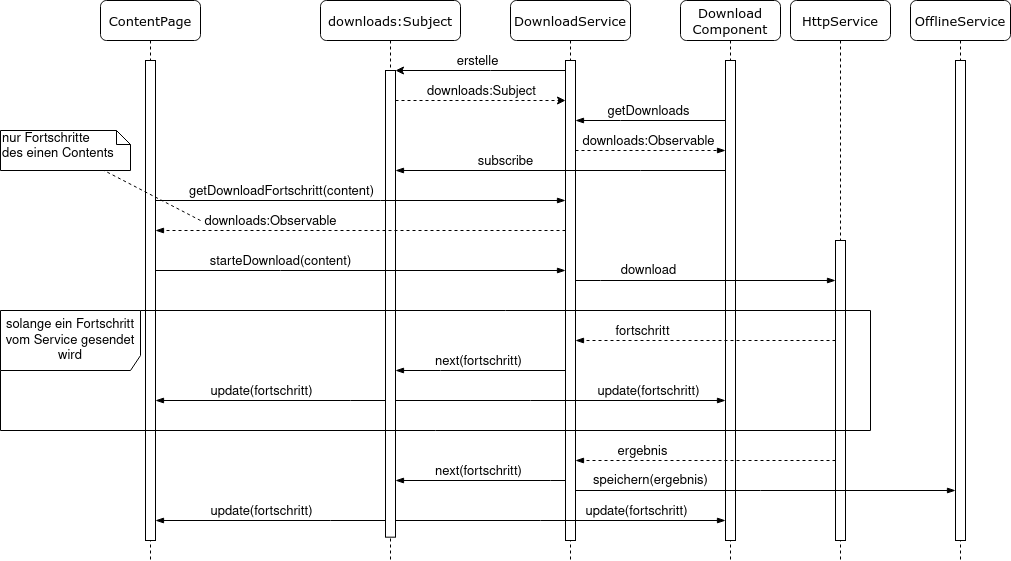 ContentPage
downloads:Subject
DownloadService
Download
Component
HttpService
OfflineService
erstelle
downloads:Subject
getDownloads
nur Fortschritte
des einen Contents
downloads:Observable
subscribe
getDownloadFortschritt(content)
downloads:Observable
starteDownload(content)
download
solange ein Fortschritt
vom Service gesendet
wird
fortschritt
next(fortschritt)
update(fortschritt)
update(fortschritt)
ergebnis
next(fortschritt)
speichern(ergebnis)
update(fortschritt)
update(fortschritt)